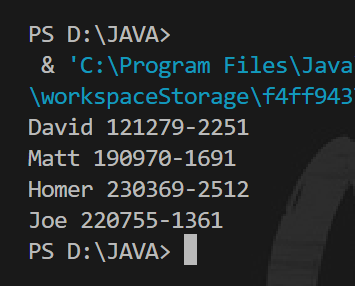 PS D:\JAVA>
& 'C:\Program Files\Java
\workspaceStorage\f4ff943
David 121279-2251
Matt 190970-1691
Homer 230369-2512
Joe 220755-1361
PS D:\JAVA>